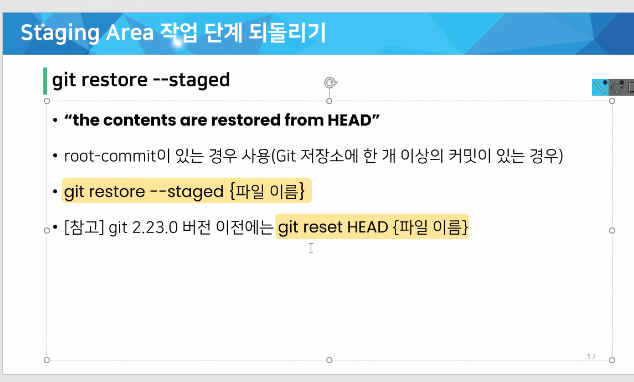 Staging Area 작업 단계 되돌리기
git restore --staged
• “the contents are restored from HEAD”
• root-commit이 있는 경우 사용(Git 저장소에 한 개 이상의 커밋이 있는 경우)
• git restore --staged {파일 이름}
• [참고] git 2.23.0 버전 이전에는 git reset HEAD {파일 이름}
17